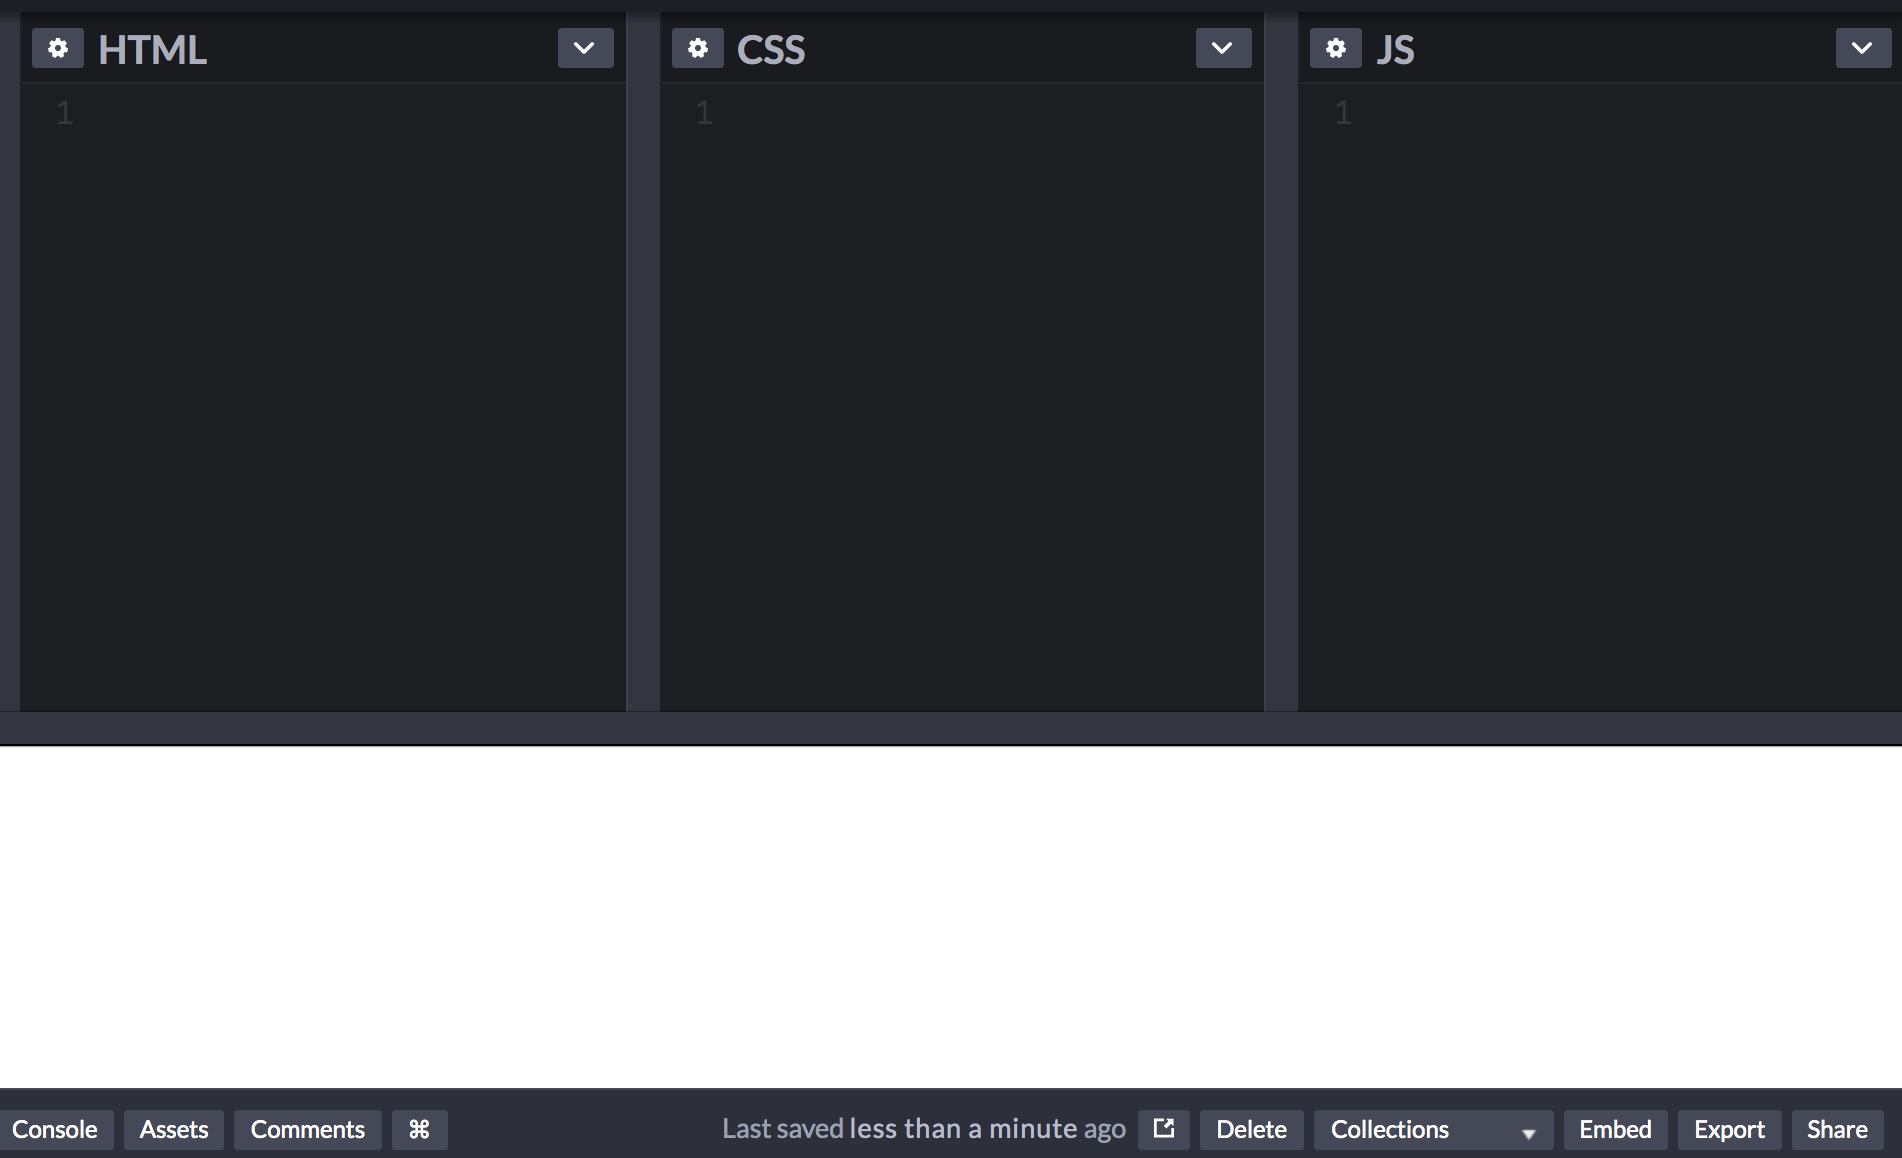 HTML CSS JS
1 1 1
Console Assets Comments ⌘ Last saved less than a minute ago Delete Collections Embed Export Share